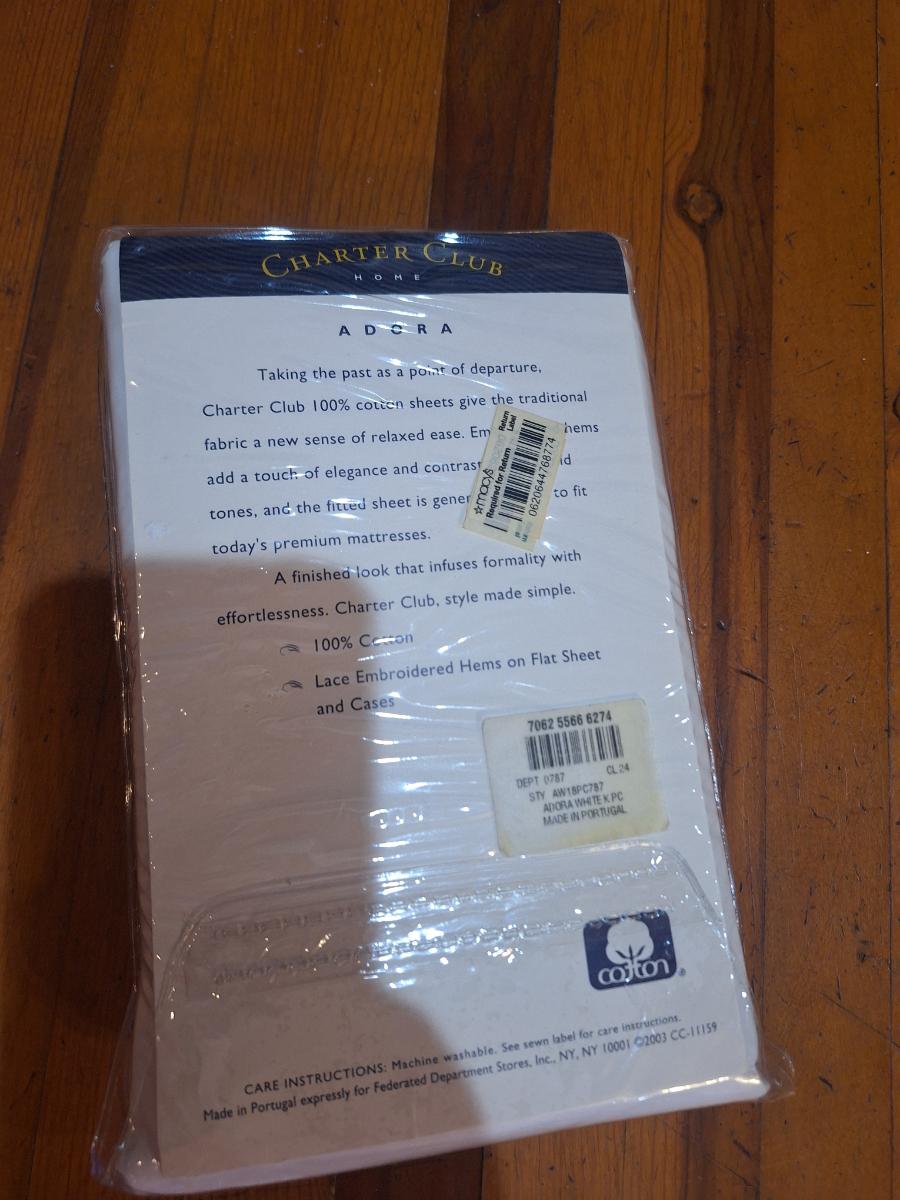 CHARTER CLUB
HOME
ADORA
Taking the past as a point of departure,
Charter Club 100% cotton sheets give the traditional
fabric a new sense of relaxed ease. hems
add a touch of elegance and
tones, and the fitted sheet is to fit
today's premium mattresses.
A finished look that infuses formality with
effortlessness. Charter Club, style made simple.
100% Cotton
Lace Embroidered Hems on Flat Sheet
and Cases
macy's Return
Required for Return Label
0620644768774
7062 5566 6274
DEPT 0787 CL 24
STY AW18PC787
ADORA WHITE K PC
MADE IN PORTUGAL
cotton®
CARE INSTRUCTIONS: Machine washable. See sewn label for care instructions.
Made in Portugal expressly for Federated Department Stores, Inc., NY, NY 10001 ©2003 CC-11159